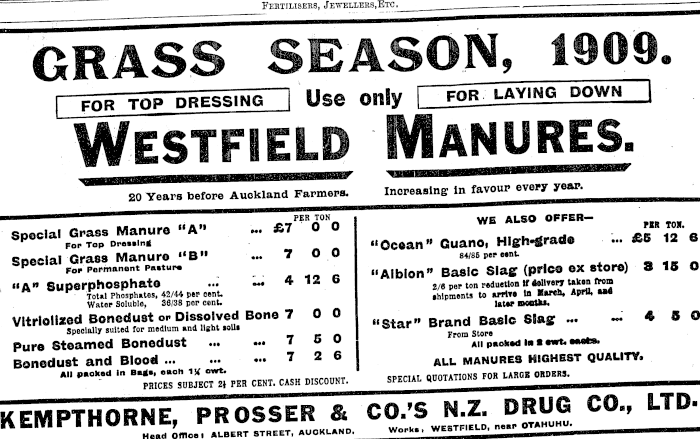 FERTILISERS, JEWELLERS, ETC.
GRASS SEASON, 1909.
FOR TOP DRESSING Use only FOR LAYING DOWN
WESTFIELD MANURES.
20 Years before Auckland Farmers. Increasing in favour every year.
PER TON
Special Grass Manure "A" ... £7 0 0
For Top Dressing
Special Grass Manure "B" 7 0 0
For Permanent Pasture
"A" Superphosphate ... ... 4 12 6
Total Phosphates, 42/44 per cent.
Water Soluble, 36/38 per cent.
Vitriolized Bonedust or Dissolved Bone 7 0 0
Specially suited for medium and light soils
Pure Steamed Bonedust ... ... 7 5 0
Bonedust and Blood ... ... ... 7 2 6
All packed in Bags, each 1¼ cwt.
PRICES SUBJECT 2½ PER CENT. CASH DISCOUNT.
WE ALSO OFFER—
PER TON.
"Ocean" Guano, High-grade ... £5 12 6
84/85 per cent.
"Albion" Basic Slag (price ex store) 3 15 0
2/6 per ton reduction if delivery taken from
shipments to arrive in March, April, and
later months.
"Star" Brand Basic Slag ... ... 4 5 0
From Store
All packed in 2 cwt. sacks.
ALL MANURES HIGHEST QUALITY.
SPECIAL QUOTATIONS FOR LARGE ORDERS.
KEMPTHORNE, PROSSER & CO.'S N.Z. DRUG CO., LTD.
Head Office: ALBERT STREET, AUCKLAND. Works, WESTFIELD, near OTAHUHU.